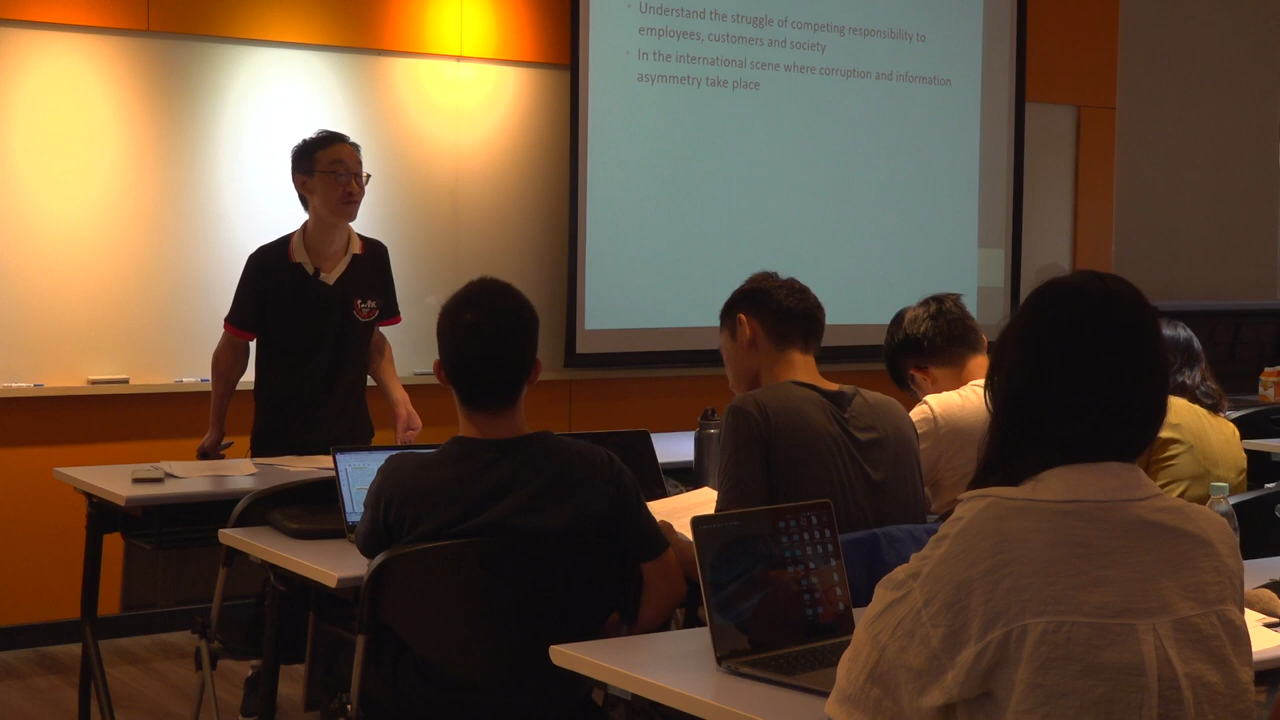 Understand the struggle of competing responsibility to
employees, customers and society
In the international scene where corruption and information
asymmetry take place